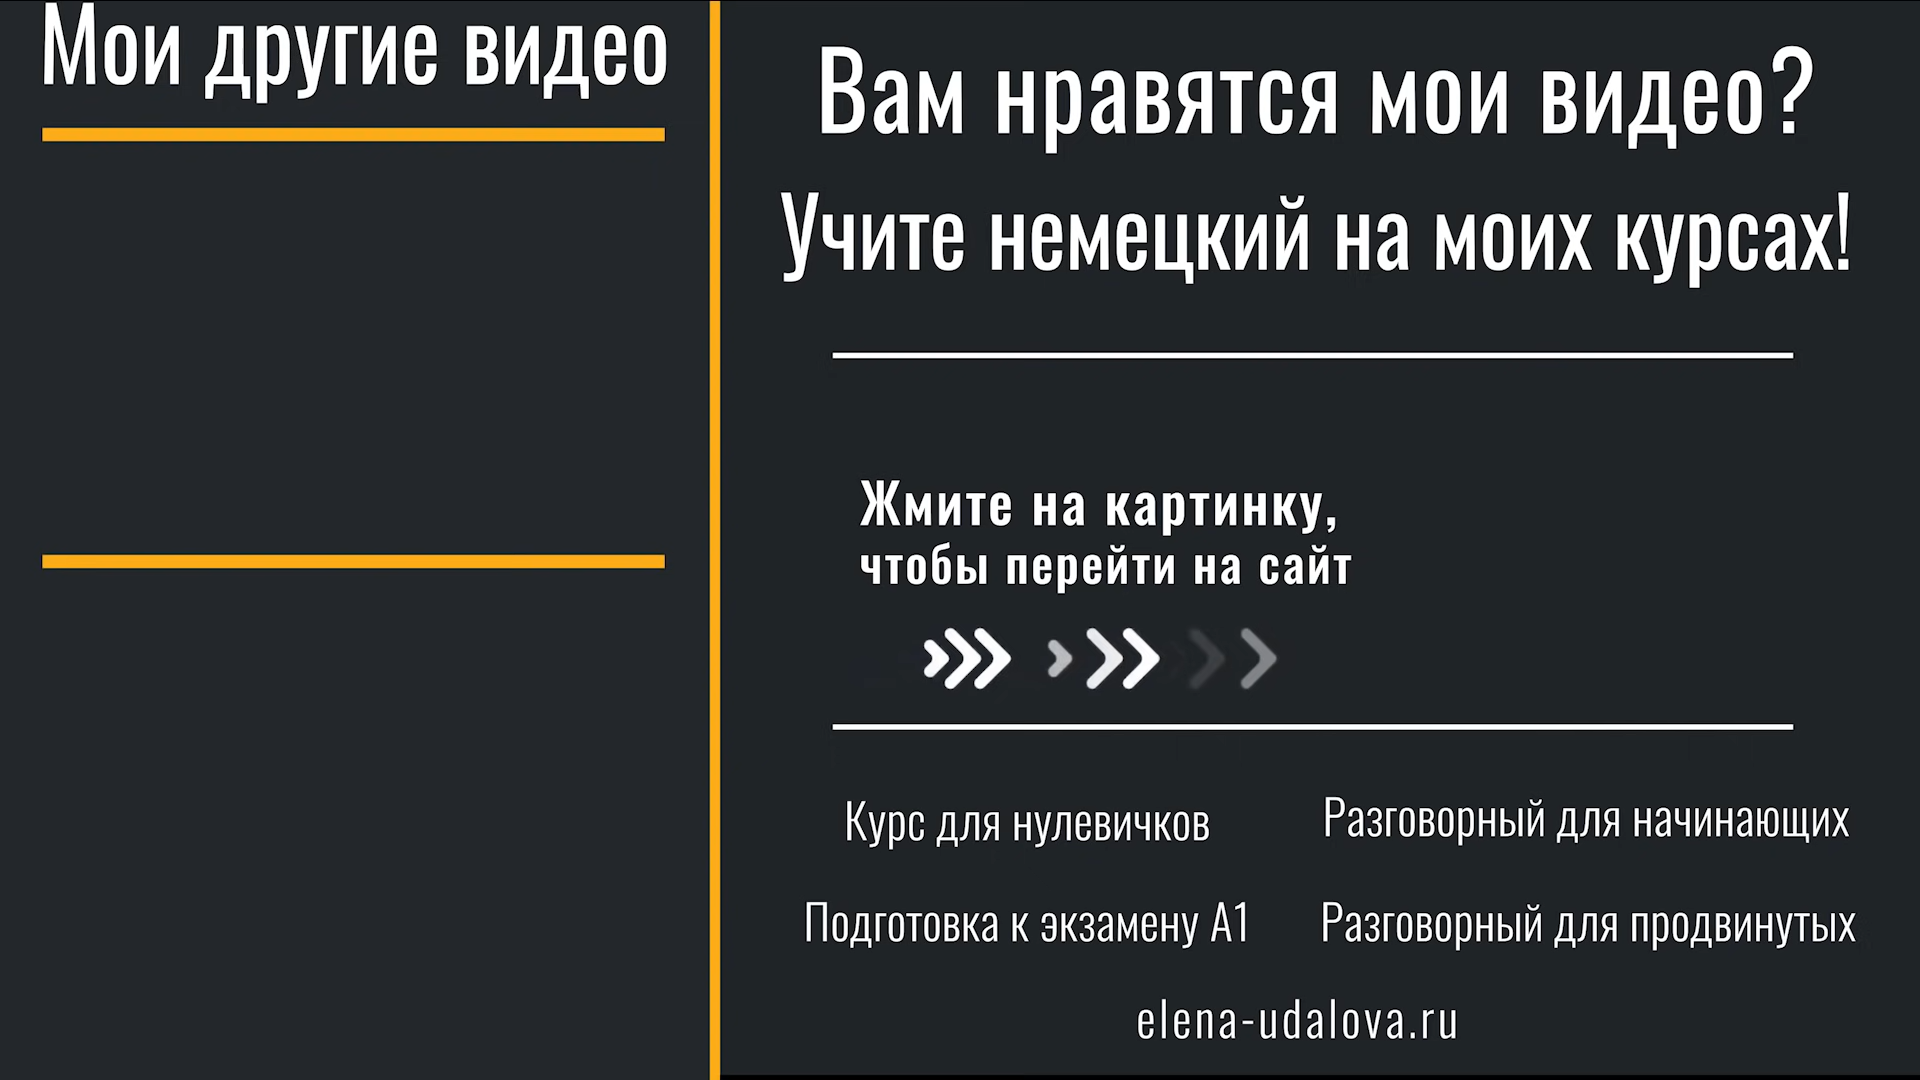 Мои другие видео
Вам нравятся мои видео?
Учите немецкий на моих курсах!
Жмите на картинку,
чтобы перейти на сайт
Курс для нулевичков
Разговорный для начинающих
Подготовка к экзамену А1
Разговорный для продвинутых
elena-udalova.ru